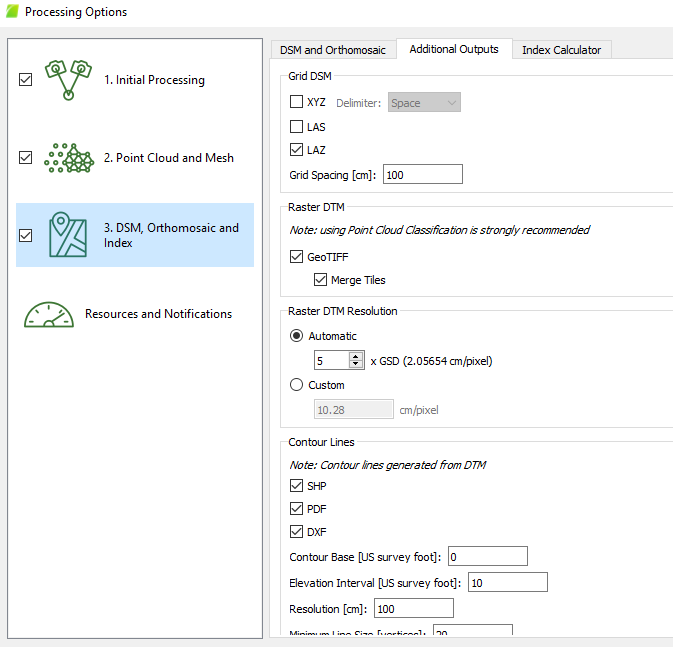 Processing Options
1. Initial Processing
2. Point Cloud and Mesh
3. DSM, Orthomosaic and
Index
Resources and Notifications
DSM and Orthomosaic
Additional Outputs
Index Calculator
Grid DSM
XYZ Delimiter: Space
LAS
LAZ
Grid Spacing [cm]: 100
Raster DTM
Note: using Point Cloud Classification is strongly recommended
GeoTIFF
Merge Tiles
Raster DTM Resolution
Automatic
5 x GSD (2.05654 cm/pixel)
Custom
10.28 cm/pixel
Contour Lines
Note: Contour lines generated from DTM
SHP
PDF
DXF
Contour Base [US survey foot]: 0
Elevation Interval [US survey foot]: 10
Resolution [cm]: 100
Minimum Line Size [vertices]: 20